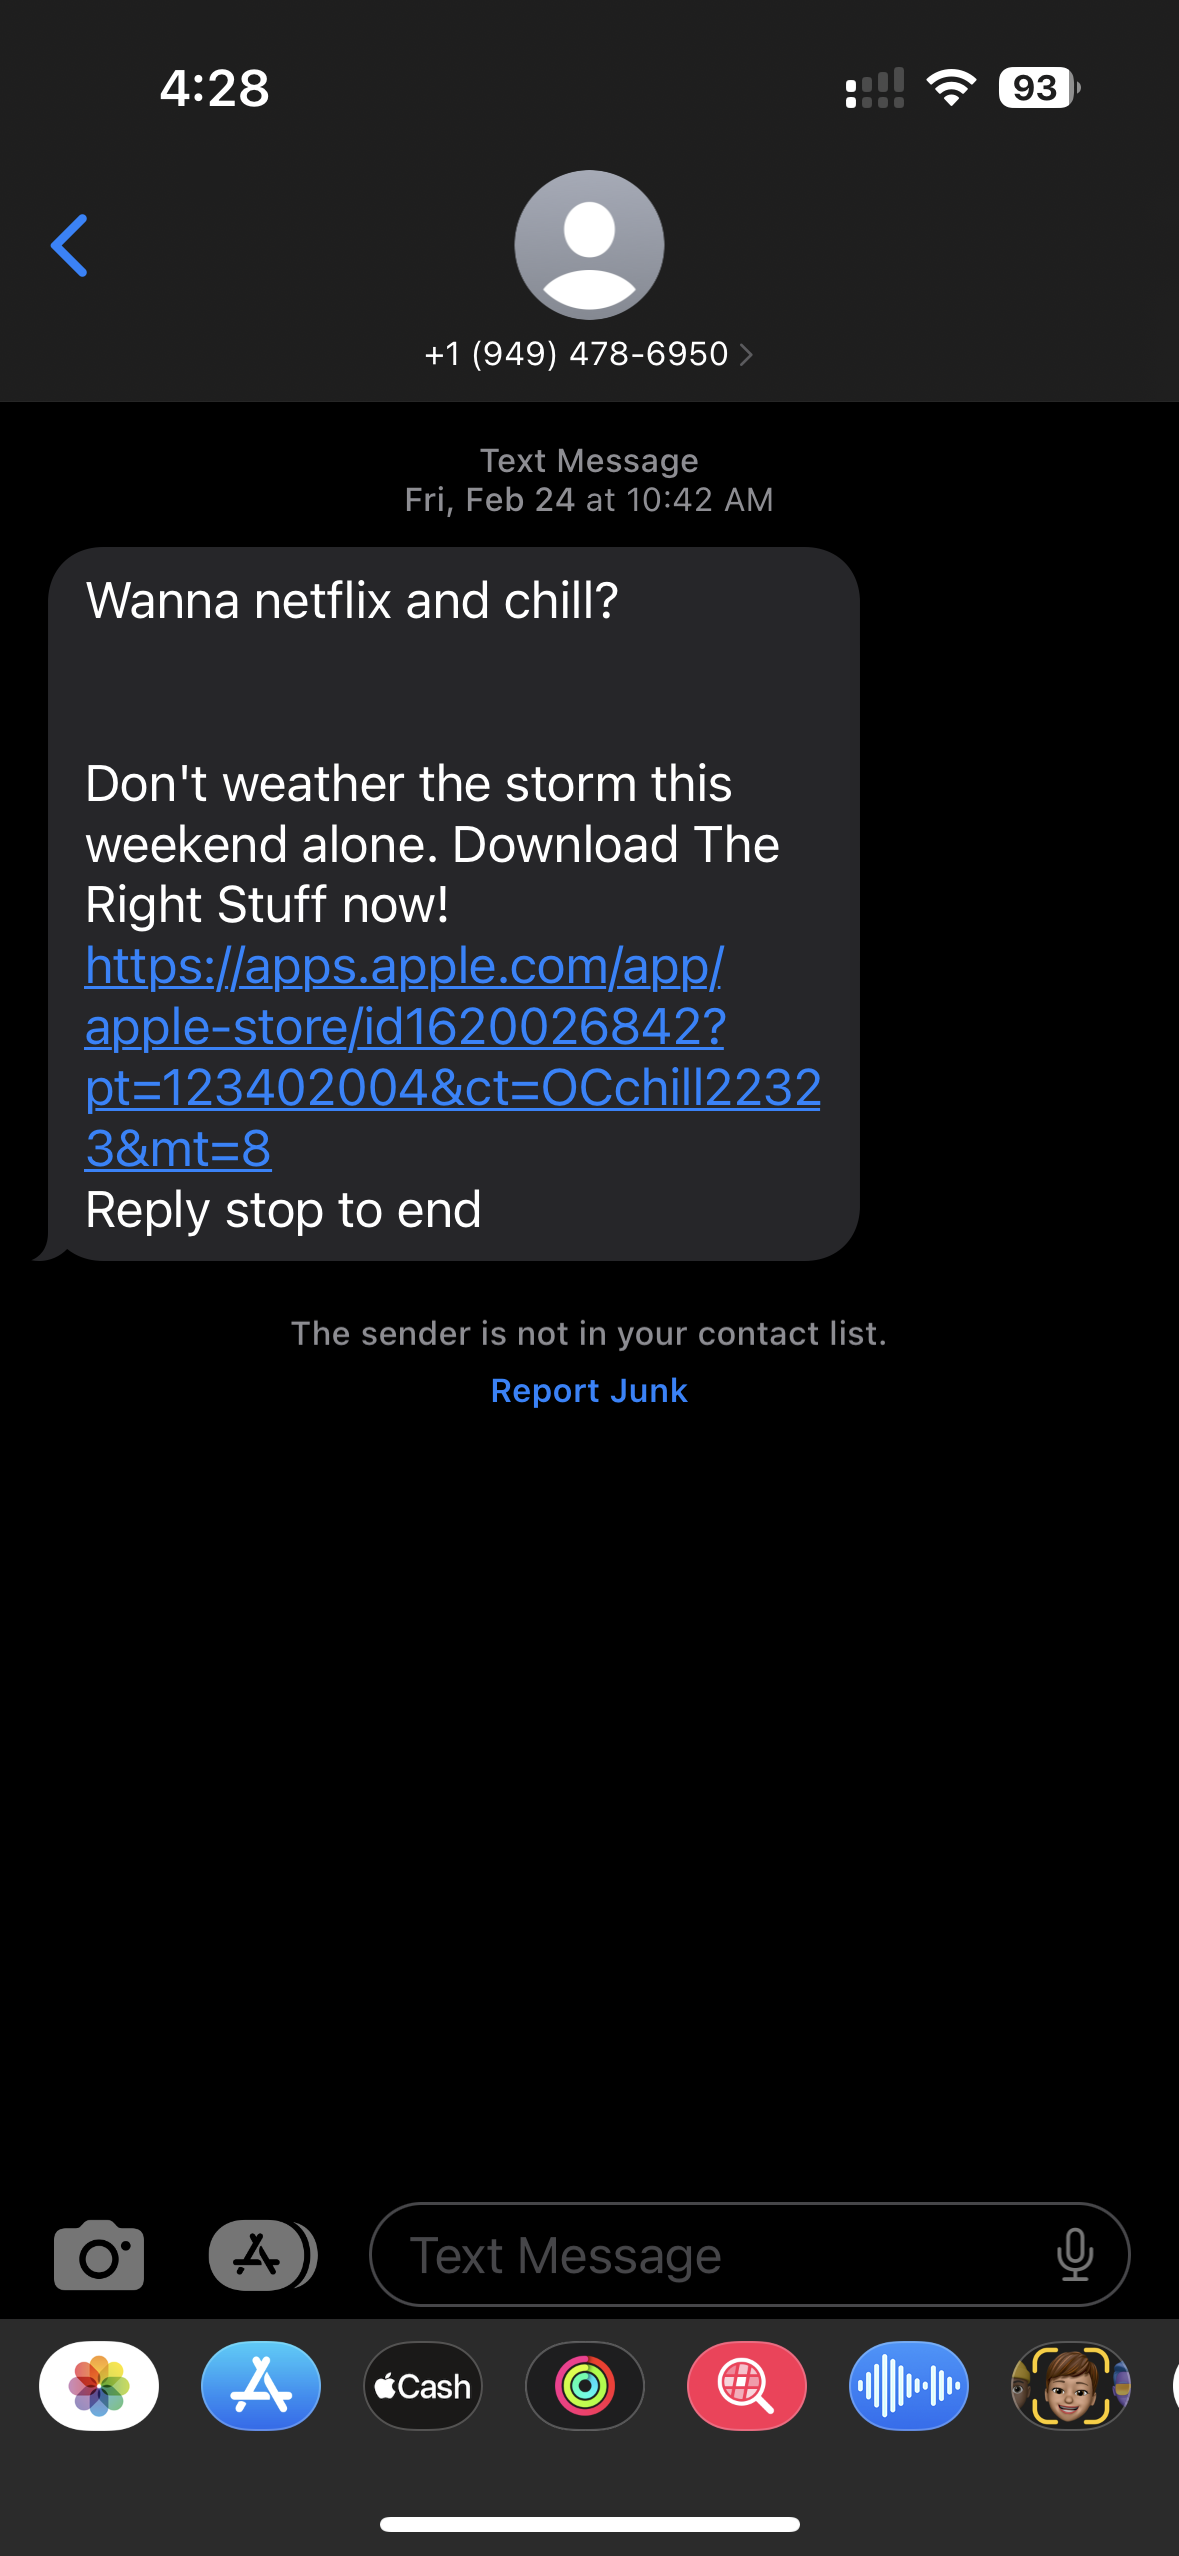 4:28
93
+1 (949) 478-6950
Text Message
Fri, Feb 24 at 10:42 AM
Wanna netflix and chill?
Don't weather the storm this
weekend alone. Download The
Right Stuff now!
https://apps.apple.com/app/
apple-store/id1620026842?
pt=123402004&ct=OCchill2232
3&mt=8
Reply stop to end
The sender is not in your contact list.
Report Junk
Text Message
Cash